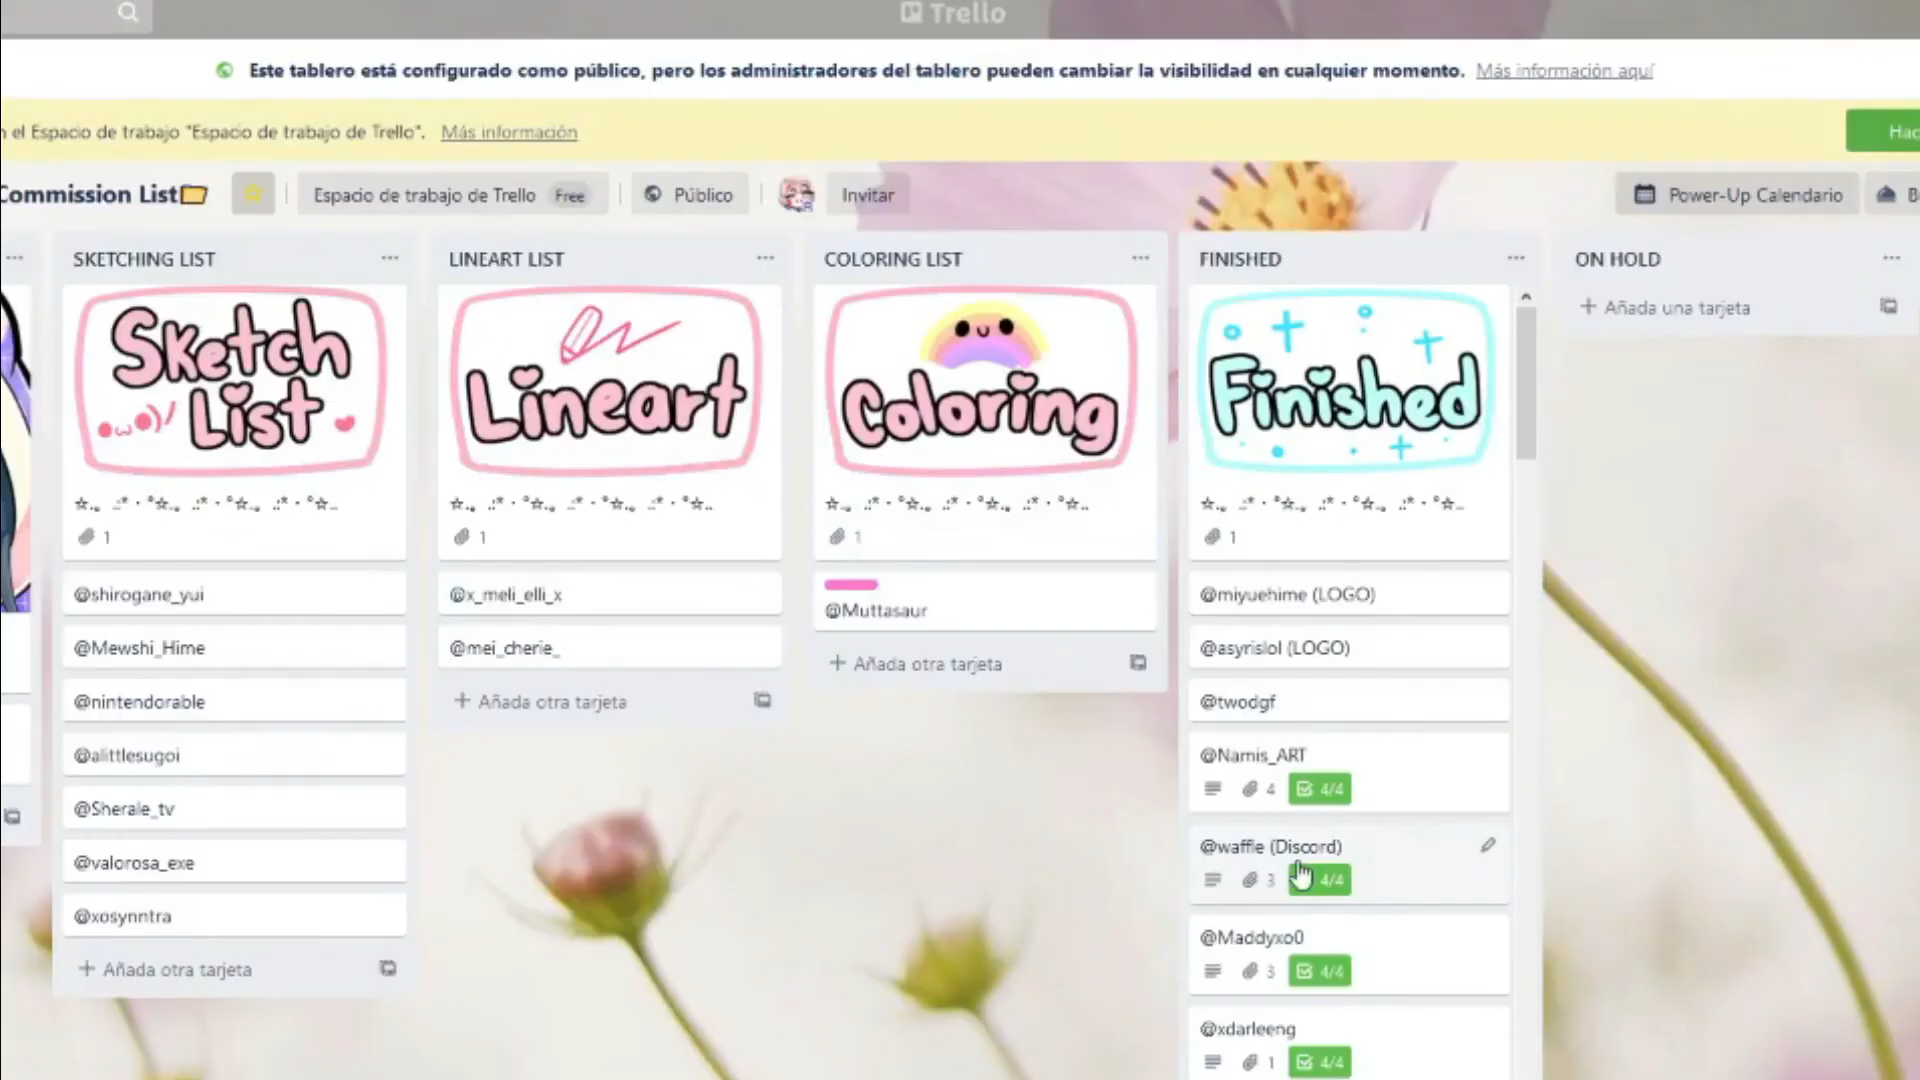 Trello
Este tablero está configurado como público, pero los administradores del tablero pueden cambiar la visibilidad en cualquier momento. Más información aquí
el Espacio de trabajo "Espacio de trabajo de Trello". Más información
Commission List
Espacio de trabajo de Trello Free
Público
Invitar
Power-Up Calendario
SKETCHING LIST
Sketch
List
1
@shirogane_yui
@Mewshi_Hime
@nintendorable
@alittlesugoi
@Sherale_tv
@valorosa_exe
@xosynntra
+ Añada otra tarjeta
LINEART LIST
Lineart
1
@x_meli_elli_x
@mei_cherie_
+ Añada otra tarjeta
COLORING LIST
Coloring
1
@Muttasaur
+ Añada otra tarjeta
FINISHED
Finished
1
@miyuehime (LOGO)
@asyrislol (LOGO)
@twodgf
@Namis_ART
4 4/4
@waffle (Discord)
3 4/4
@Maddyxo0
3 4/4
@xdarleeng
1 4/4
ON HOLD
+ Añada una tarjeta